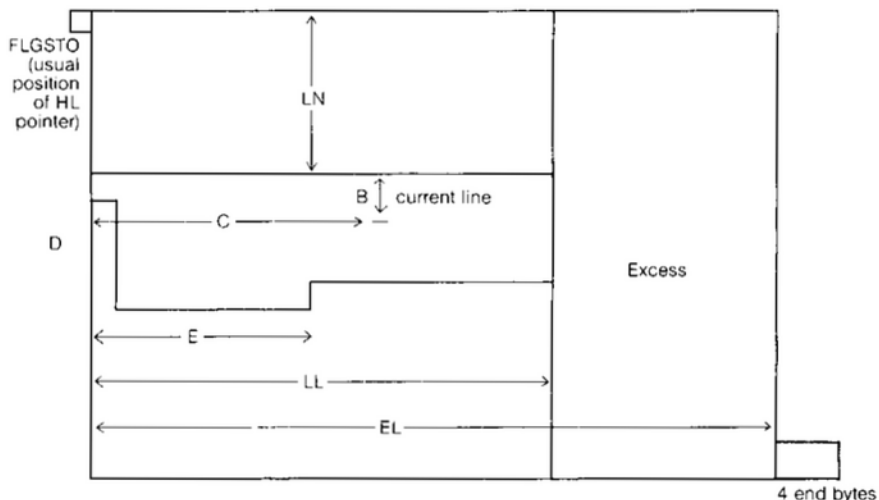 FLGSTO
(usual
position
of HL
pointer)
LN
B current line
C
D
Excess
E
LL
EL
4 end bytes